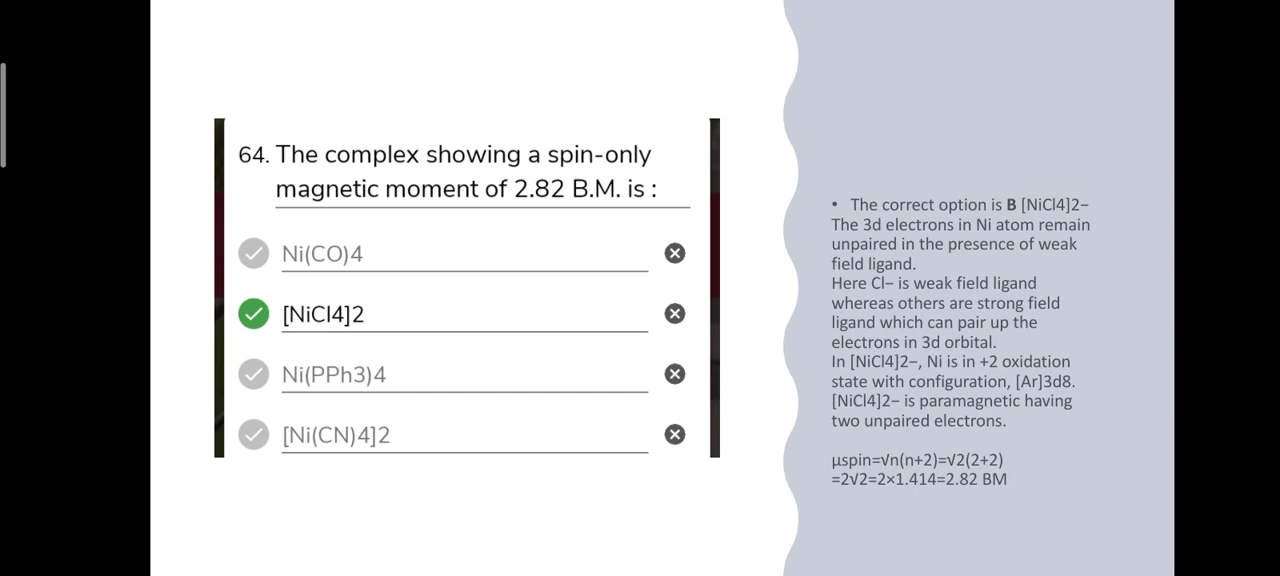 64. The complex showing a spin-only
magnetic moment of 2.82 B.M. is :
Ni(CO)4
[NiCl4]2
Ni(PPh3)4
[Ni(CN)4]2
• The correct option is B [NiCl4]2−
The 3d electrons in Ni atom remain
unpaired in the presence of weak
field ligand.
Here Cl− is weak field ligand
whereas others are strong field
ligand which can pair up the
electrons in 3d orbital.
In [NiCl4]2−, Ni is in +2 oxidation
state with configuration, [Ar]3d8.
[NiCl4]2− is paramagnetic having
two unpaired electrons.
μspin=√n(n+2)=√2(2+2)
=2√2=2×1.414=2.82 BM